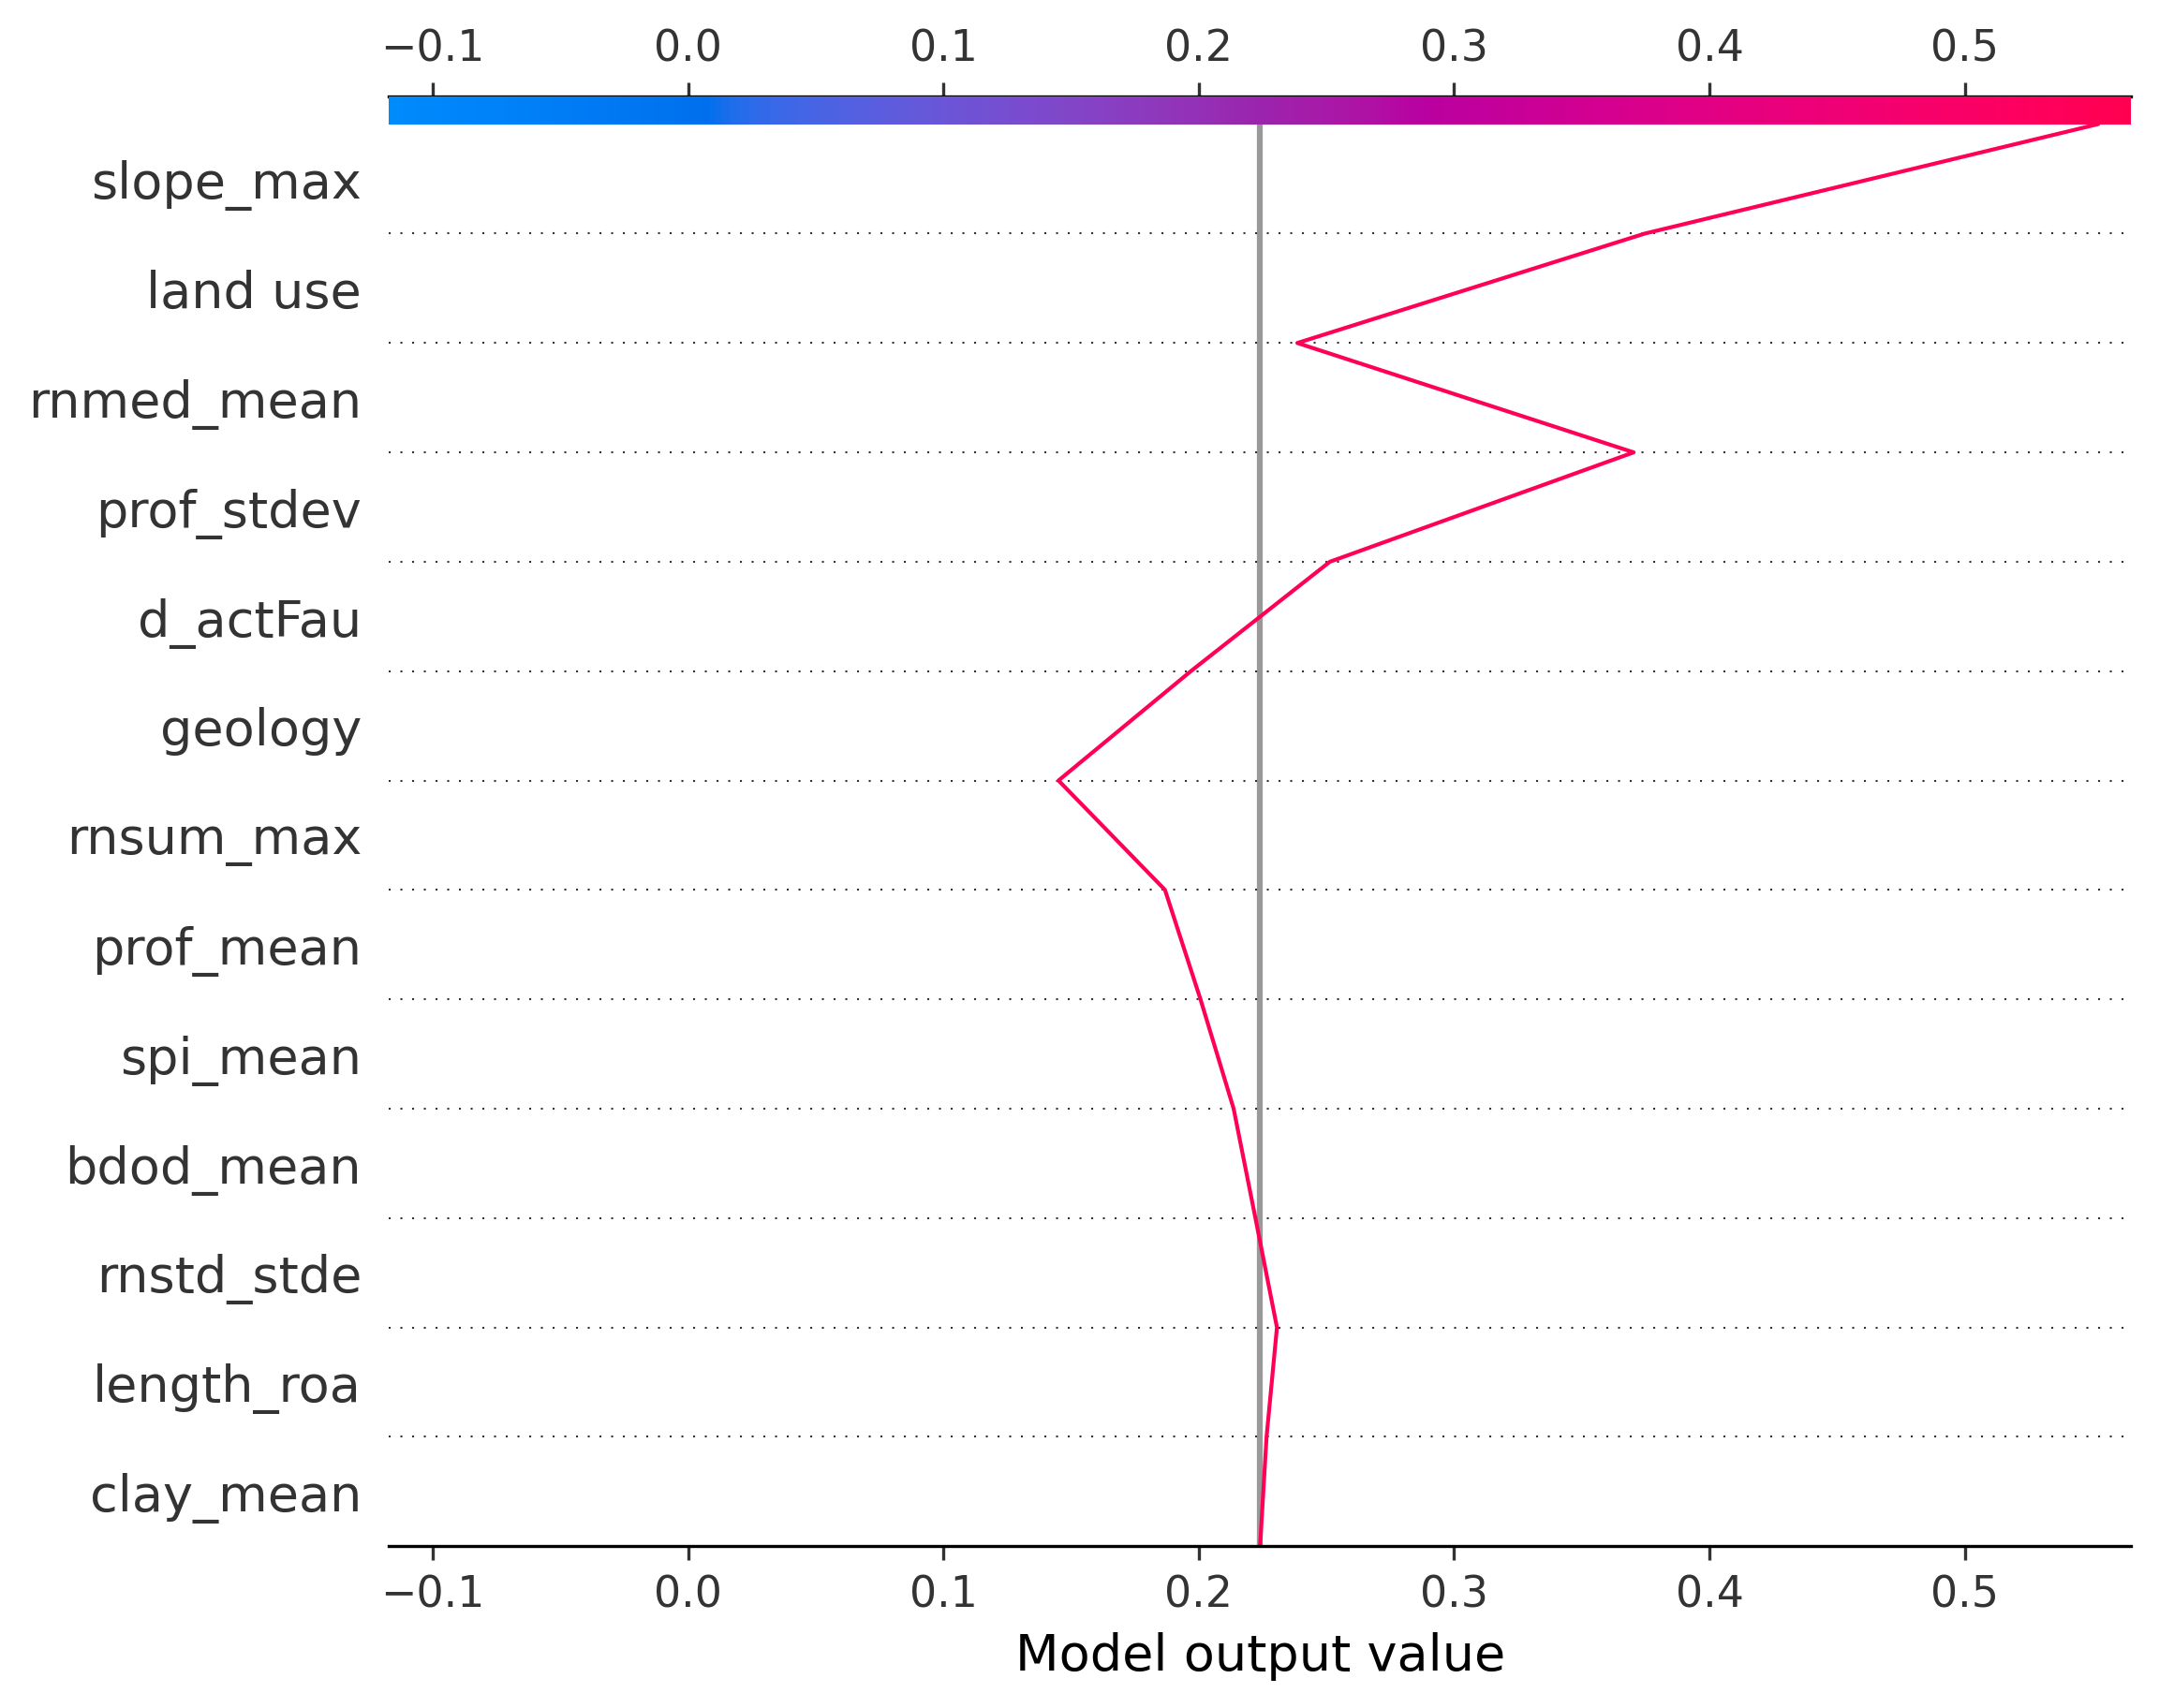 −0.1 0.0 0.1 0.2 0.3 0.4 0.5
slope_max
land use
rnmed_mean
prof_stdev
d_actFau
geology
rnsum_max
prof_mean
spi_mean
bdod_mean
rnstd_stde
length_roa
clay_mean
−0.1 0.0 0.1 0.2 0.3 0.4 0.5
Model output value